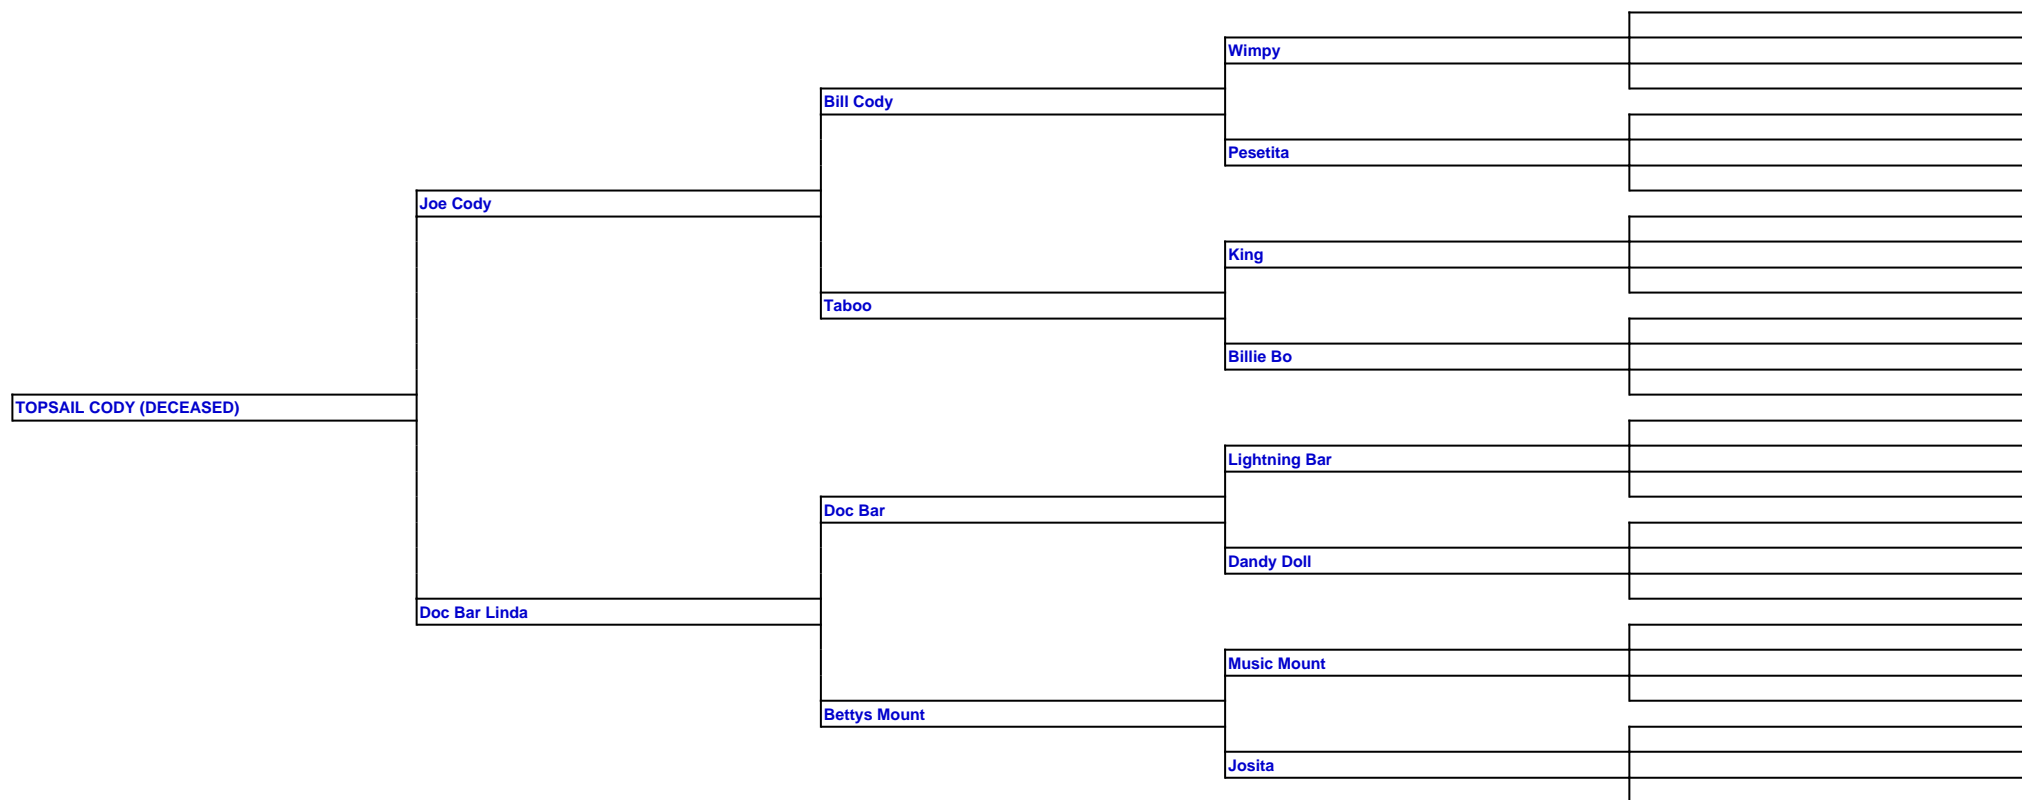 Wimpy
Bill Cody
Pesetita
Joe Cody
King
Taboo
Billie Bo
TOPSAIL CODY (DECEASED)
Lightning Bar
Doc Bar
Dandy Doll
Doc Bar Linda
Music Mount
Bettys Mount
Josita